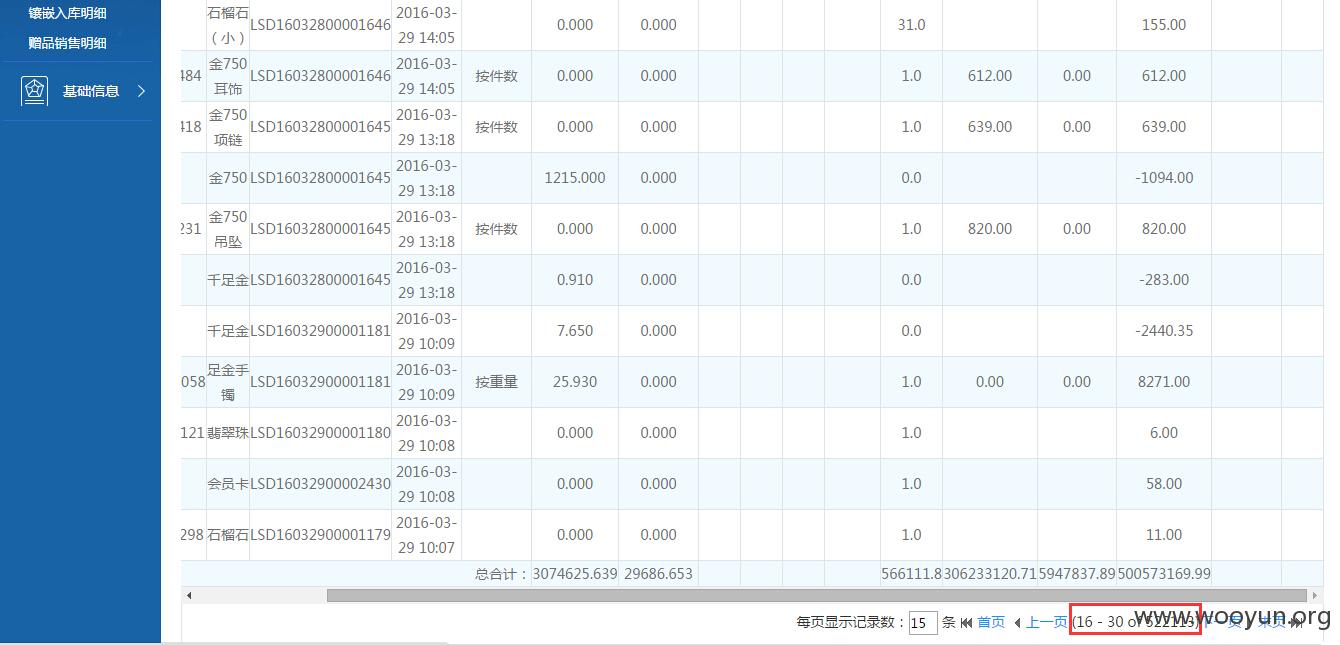 镶嵌入库明细
赠品销售明细
基础信息
石榴石（小） LSD16032800001646 2016-03-29 14:05 0.000 0.000 31.0 155.00
484 金750耳饰 LSD16032800001646 2016-03-29 14:05 按件数 0.000 0.000 1.0 612.00 0.00 612.00
418 金750项链 LSD16032800001645 2016-03-29 13:18 按件数 0.000 0.000 1.0 639.00 0.00 639.00
金750 LSD16032800001645 2016-03-29 13:18 1215.000 0.000 0.0 -1094.00
231 金750吊坠 LSD16032800001645 2016-03-29 13:18 按件数 0.000 0.000 1.0 820.00 0.00 820.00
千足金 LSD16032800001645 2016-03-29 13:18 0.910 0.000 0.0 -283.00
千足金 LSD16032900001181 2016-03-29 10:09 7.650 0.000 0.0 -2440.35
058 足金手镯 LSD16032900001181 2016-03-29 10:09 按重量 25.930 0.000 1.0 0.00 0.00 8271.00
121 翡翠珠 LSD16032900001180 2016-03-29 10:08 0.000 0.000 1.0 6.00
会员卡 LSD16032900002430 2016-03-29 10:08 0.000 0.000 1.0 58.00
298 石榴石 LSD16032900001179 2016-03-29 10:07 0.000 0.000 1.0 11.00
总合计： 3074625.639 29686.653 566111.8 306233120.71 5947837.89 500573169.99
每页显示记录数： 15 条 首页 上一页 (16 - 30 of 522113) 下一页 末页
www.wooyun.org